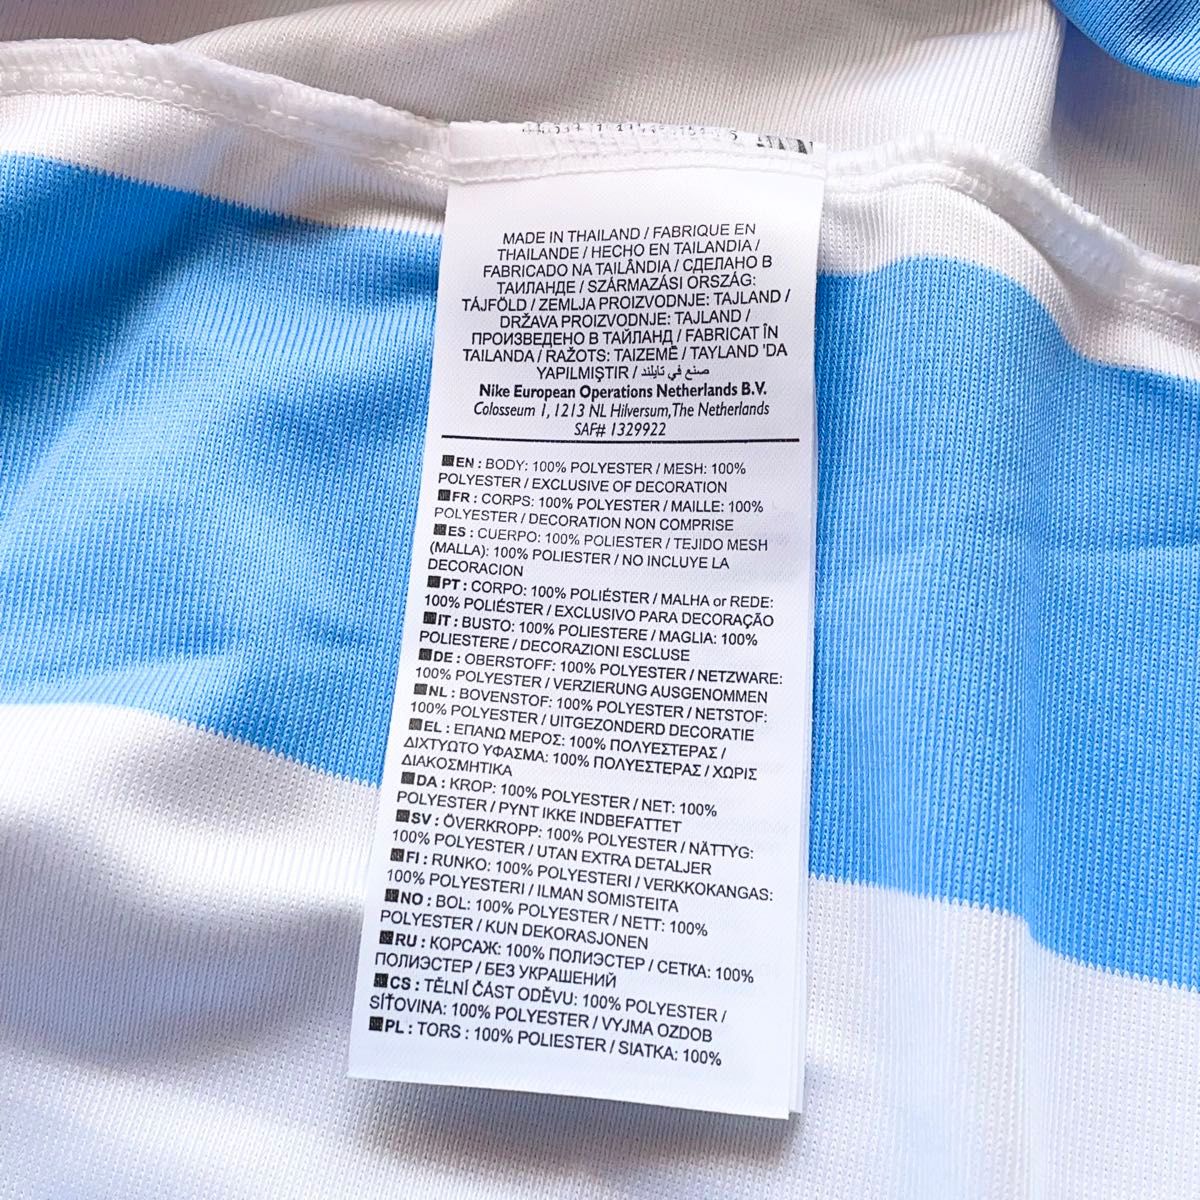 MADE IN THAILAND / FABRIQUE EN
THAILANDE / HECHO EN TAILANDIA /
FABRICADO NA TAILÂNDIA / СДЕЛАНО В
ТАИЛАНДЕ / SZÁRMAZÁSI ORSZÁG:
TÁJFÖLD / ZEMLJA PROIZVODNJE: TAJLAND /
DRŽAVA PROIZVODNJE: TAJLAND /
ПРОИЗВЕДЕНО В ТАЙЛАНД / FABRICAT ÎN
TAILANDA / RAŽOTS: TAIZEMĒ / TAYLAND 'DA
YAPILMIŞTIR / صنع في تايلند
Nike European Operations Netherlands B.V.
Colosseum 1, 1213 NL Hilversum, The Netherlands
SAF# 1329922
EN : BODY: 100% POLYESTER / MESH: 100%
POLYESTER / EXCLUSIVE OF DECORATION
FR : CORPS: 100% POLYESTER / MAILLE: 100%
POLYESTER / DECORATION NON COMPRISE
ES : CUERPO: 100% POLIESTER / TEJIDO MESH
(MALLA): 100% POLIESTER / NO INCLUYE LA
DECORACION
PT : CORPO: 100% POLIÉSTER / MALHA or REDE:
100% POLIÉSTER / EXCLUSIVO PARA DECORAÇÃO
IT : BUSTO: 100% POLIESTERE / MAGLIA: 100%
POLIESTERE / DECORAZIONI ESCLUSE
DE : OBERSTOFF: 100% POLYESTER / NETZWARE:
100% POLYESTER / VERZIERUNG AUSGENOMMEN
NL : BOVENSTOF: 100% POLYESTER / NETSTOF:
100% POLYESTER / UITGEZONDERD DECORATIE
EL : ΕΠΑΝΩ ΜΕΡΟΣ: 100% ΠΟΛΥΕΣΤΕΡΑΣ /
ΔΙΧΤΥΩΤΟ ΥΦΑΣΜΑ: 100% ΠΟΛΥΕΣΤΕΡΑΣ / ΧΩΡΙΣ
ΔΙΑΚΟΣΜΗΤΙΚΑ
DA : KROP: 100% POLYESTER / NET: 100%
POLYESTER / PYNT IKKE INDBEFATTET
SV : ÖVERKROPP: 100% POLYESTER / NÄTTYG:
100% POLYESTER / UTAN EXTRA DETALJER
FI : RUNKO: 100% POLYESTERI / VERKKOKANGAS:
100% POLYESTERI / ILMAN SOMISTEITA
NO : BOL: 100% POLYESTER / NETT: 100%
POLYESTER / KUN DEKORASJONEN
RU : КОРСАЖ: 100% ПОЛИЭСТЕР / СЕТКА: 100%
ПОЛИЭСТЕР / БЕЗ УКРАШЕНИЙ
CS : TĚLNÍ ČÁST ODĚVU: 100% POLYESTER /
SÍŤOVINA: 100% POLYESTER / VYJMA OZDOB
PL : TORS : 100% POLIESTER / SIATKA: 100%